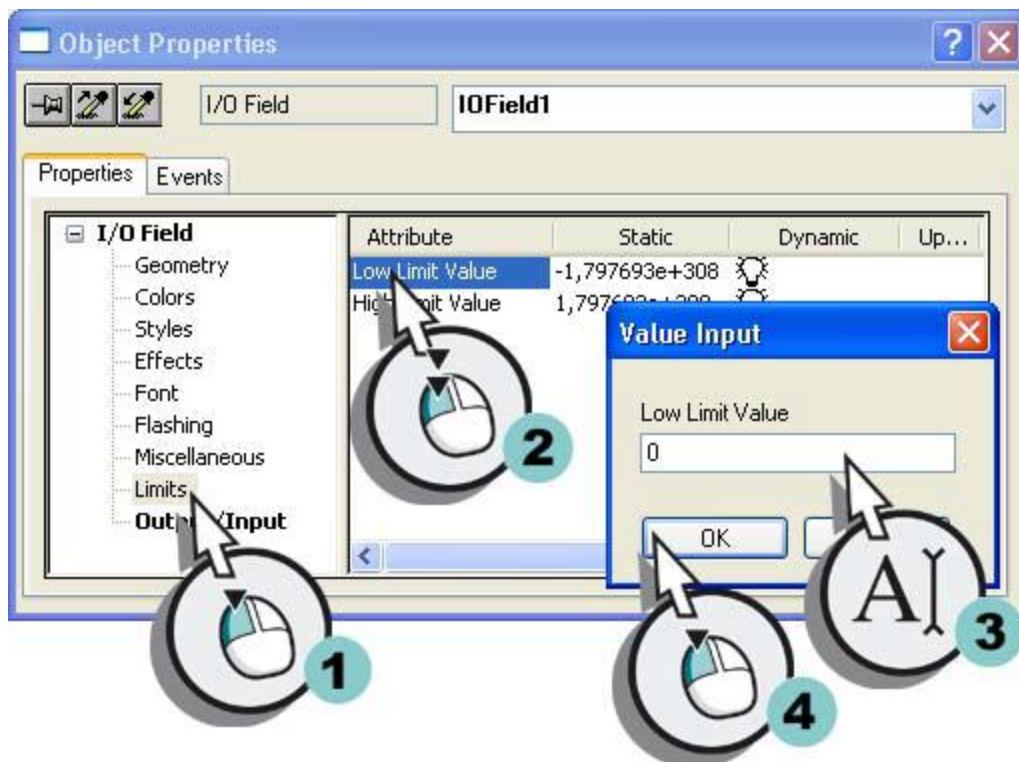 Object Properties
I/O Field
IOField1
Properties
Events
I/O Field
Geometry
Colors
Styles
Effects
Font
Flashing
Miscellaneous
Limits
Attribute Static Dynamic Up...
Low Limit Value -1,797693e+308
Value
Value Input
Low Limit Value
0
OK
1
2
3
4
A